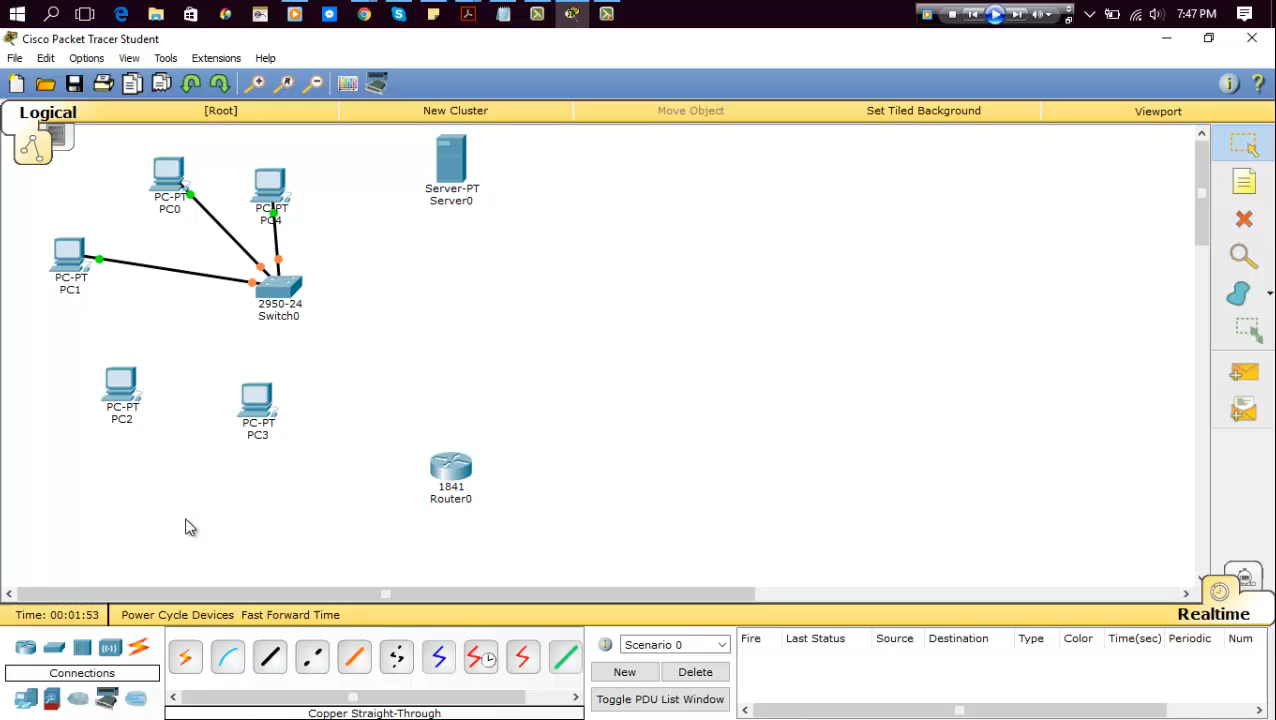 7:47 PM
Cisco Packet Tracer Student
File Edit Options View Tools Extensions Help
Logical [Root] New Cluster Move Object Set Tiled Background Viewport
PC-PT
PC0
PC-PT
PC4
Server-PT
Server0
PC-PT
PC1
2950-24
Switch0
PC-PT
PC2
PC-PT
PC3
1841
Router0
Time: 00:01:53 Power Cycle Devices Fast Forward Time Realtime
Scenario 0
Fire Last Status Source Destination Type Color Time(sec) Periodic Num
Connections
New Delete
Toggle PDU List Window
Copper Straight-Through